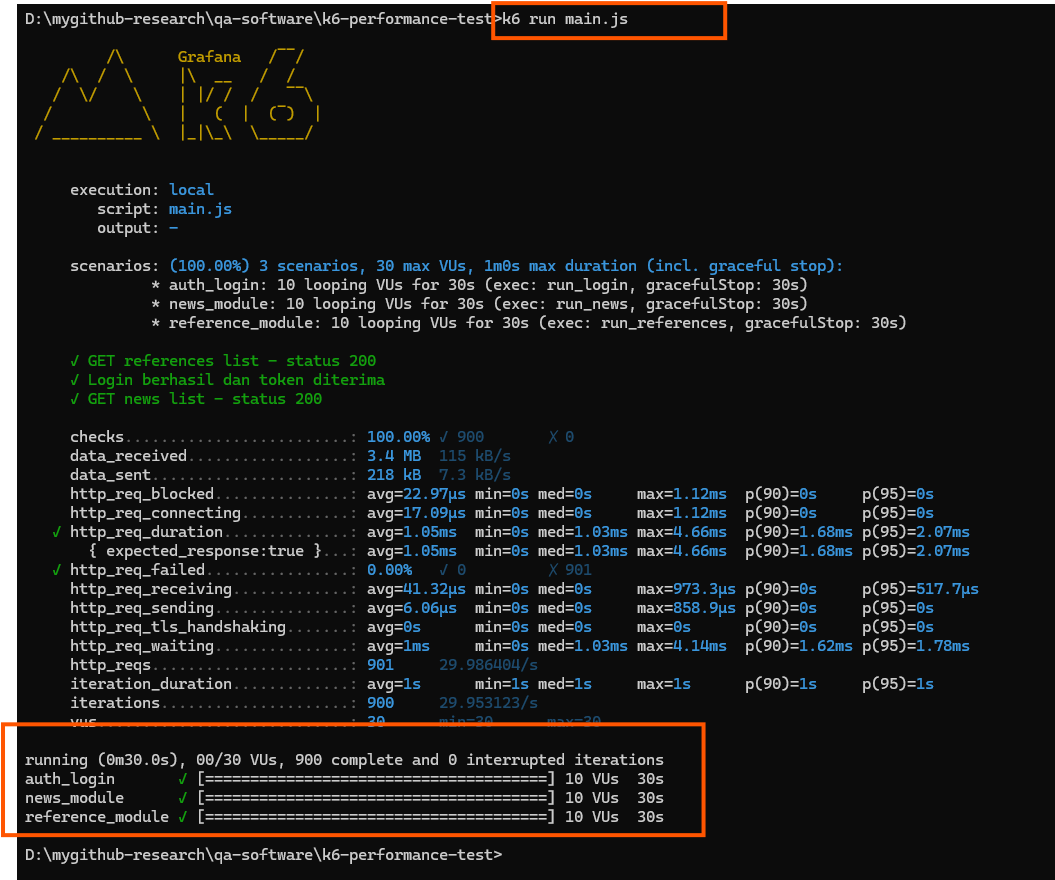 D:\mygithub-research\qa-software\k6-performance-test>k6 run main.js
Grafana
execution: local
script: main.js
output: -
scenarios: (100.00%) 3 scenarios, 30 max VUs, 1m0s max duration (incl. graceful stop):
* auth_login: 10 looping VUs for 30s (exec: run_login, gracefulStop: 30s)
* news_module: 10 looping VUs for 30s (exec: run_news, gracefulStop: 30s)
* reference_module: 10 looping VUs for 30s (exec: run_references, gracefulStop: 30s)
✓ GET references list - status 200
✓ Login berhasil dan token diterima
✓ GET news list - status 200
checks.........................: 100.00% ✓ 900 ✗ 0
data_received..................: 3.4 MB 115 kB/s
data_sent......................: 218 kB 7.3 kB/s
http_req_blocked...............: avg=22.97µs min=0s med=0s max=1.12ms p(90)=0s p(95)=0s
http_req_connecting............: avg=17.09µs min=0s med=0s max=1.12ms p(90)=0s p(95)=0s
✓ http_req_duration..............: avg=1.05ms min=0s med=1.03ms max=4.66ms p(90)=1.68ms p(95)=2.07ms
{ expected_response:true }...: avg=1.05ms min=0s med=1.03ms max=4.66ms p(90)=1.68ms p(95)=2.07ms
✓ http_req_failed................: 0.00% ✓ 0 ✗ 901
http_req_receiving.............: avg=41.32µs min=0s med=0s max=973.3µs p(90)=0s p(95)=517.7µs
http_req_sending...............: avg=6.06µs min=0s med=0s max=858.9µs p(90)=0s p(95)=0s
http_req_tls_handshaking.......: avg=0s min=0s med=0s max=0s p(90)=0s p(95)=0s
http_req_waiting...............: avg=1ms min=0s med=1.03ms max=4.14ms p(90)=1.62ms p(95)=1.78ms
http_reqs......................: 901 29.986404/s
iteration_duration.............: avg=1s min=1s med=1s max=1s p(90)=1s p(95)=1s
iterations.....................: 900 29.953123/s
vus............................: 30 min=30 max=30
running (0m30.0s), 00/30 VUs, 900 complete and 0 interrupted iterations
auth_login ✓ [======================================] 10 VUs 30s
news_module ✓ [======================================] 10 VUs 30s
reference_module ✓ [======================================] 10 VUs 30s
D:\mygithub-research\qa-software\k6-performance-test>